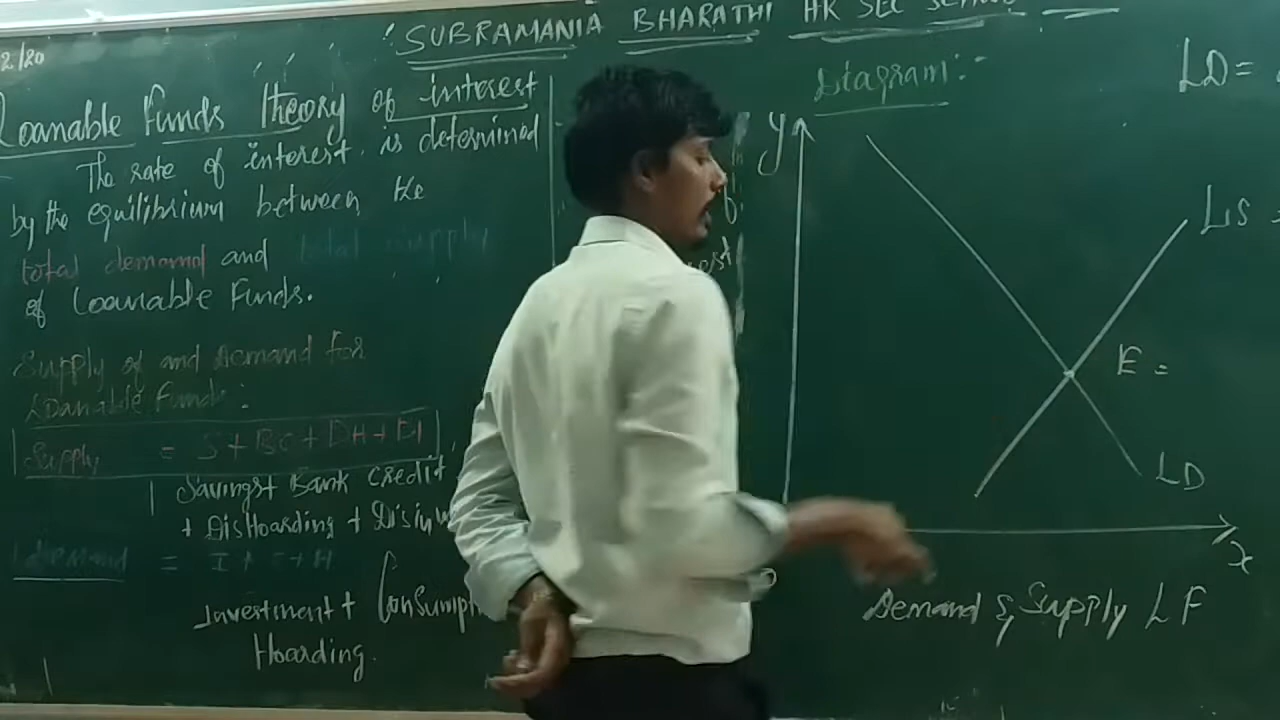 SUBRAMANIA BHARATHI HR SEC
2/20
Loanable Funds Theory of interest
The rate of interest is determined
by the equilibrium between the
total demand and total supply
of Loanable Funds.
Supply of and Demand for
Loanable Funds:
Supply = S + BC + DH + DI
Savings + Bank Credit
+ DisHoarding +
Demand = I + C + H
Investment +
Hoarding.
Diagram:-
y
LD =
LS =
E =
LD
x
Demand & Supply LF